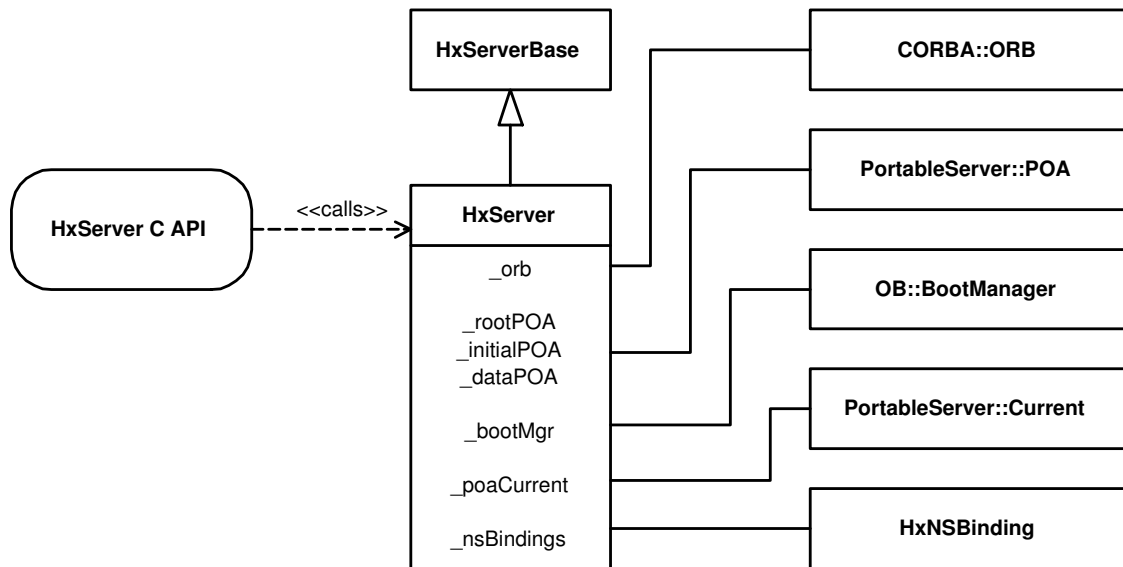 HxServerBase
CORBA::ORB
PortableServer::POA
<<calls>>
HxServer C API
HxServer
_orb
_rootPOA
_initialPOA
_dataPOA
_bootMgr
_poaCurrent
_nsBindings
OB::BootManager
PortableServer::Current
HxNSBinding